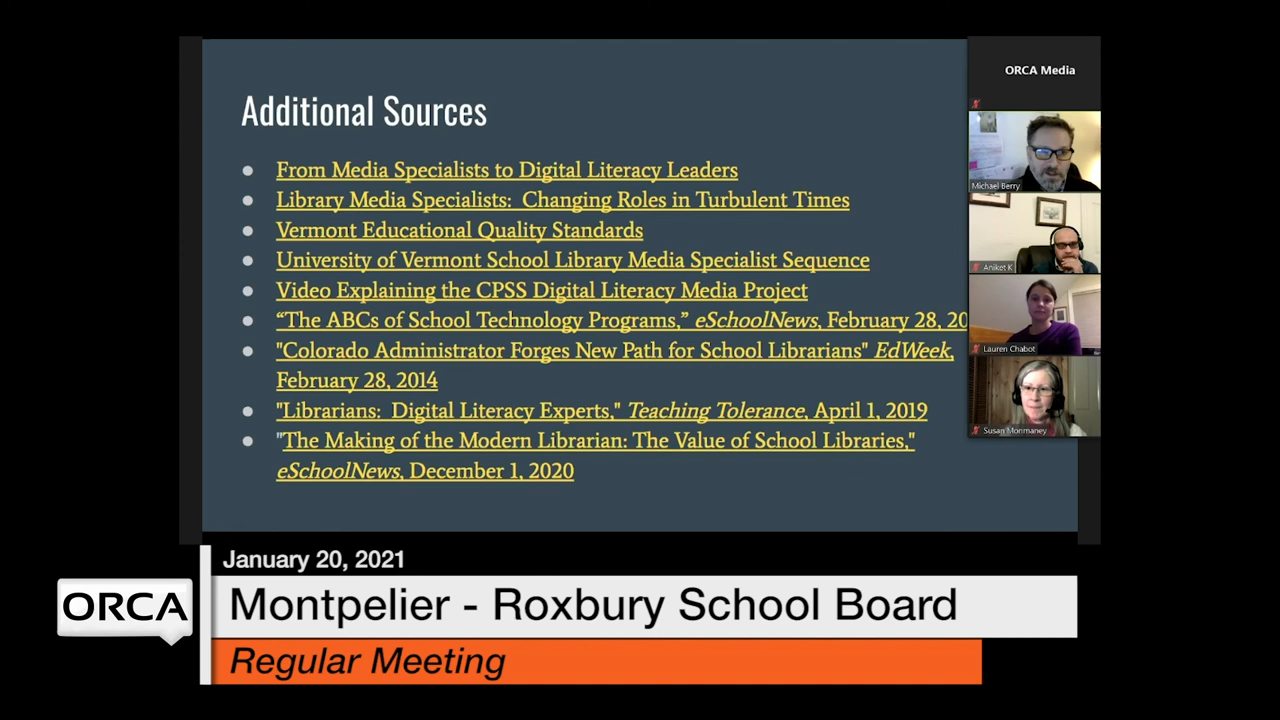 Additional Sources
From Media Specialists to Digital Literacy Leaders
Library Media Specialists: Changing Roles in Turbulent Times
Vermont Educational Quality Standards
University of Vermont School Library Media Specialist Sequence
Video Explaining the CPSS Digital Literacy Media Project
“The ABCs of School Technology Programs,” eSchoolNews, February 28, 20
"Colorado Administrator Forges New Path for School Librarians" EdWeek,
February 28, 2014
"Librarians: Digital Literacy Experts," Teaching Tolerance, April 1, 2019
"The Making of the Modern Librarian: The Value of School Libraries,"
eSchoolNews, December 1, 2020
ORCA Media
Michael Berry
Aniket K
Lauren Chabot
Susan Monmaney
January 20, 2021
ORCA
Montpelier - Roxbury School Board
Regular Meeting